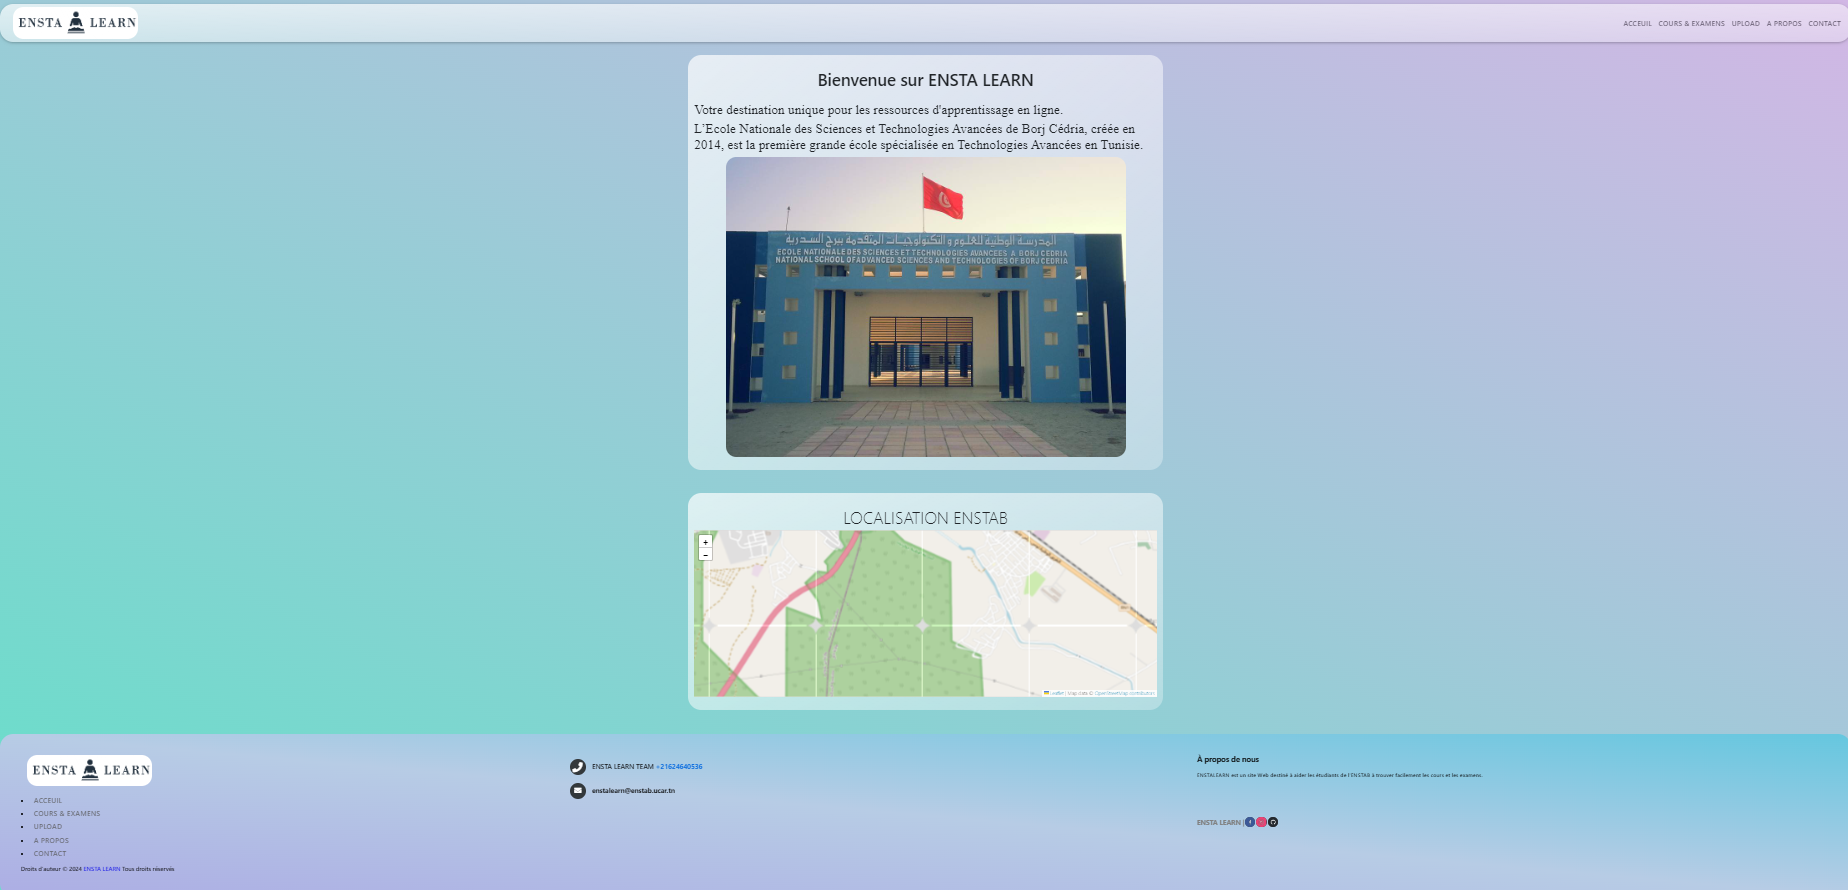 ENSTA LEARN
ACCEUIL COURS & EXAMENS UPLOAD A PROPOS CONTACT
Bienvenue sur ENSTA LEARN
Votre destination unique pour les ressources d'apprentissage en ligne.
L'Ecole Nationale des Sciences et Technologies Avancées de Borj Cédria, créée en
2014, est la première grande école spécialisée en Technologies Avancées en Tunisie.
المدرسة الوطنية للعلوم و التكنولوجيات المتقدمة ببرج السدرية
ECOLE NATIONALE DES SCIENCES ET TECHNOLOGIES AVANCEES A BORJ CEDRIA
NATIONAL SCHOOL OF ADVANCED SCIENCES AND TECHNOLOGIES OF BORJ CEDRIA
LOCALISATION ENSTAB
+
−
Leaflet | Map data © OpenStreetMap contributors
ENSTA LEARN
ACCEUIL
COURS & EXAMENS
UPLOAD
A PROPOS
CONTACT
Droits d'auteur © 2024 ENSTA LEARN Tous droits réservés
ENSTA LEARN TEAM +21624640536
enstalearn@enstab.ucar.tn
À propos de nous
ENSTALEARN est un site Web destiné à aider les étudiants de l'ENSTAB à trouver facilement les cours et les examens.
ENSTA LEARN |